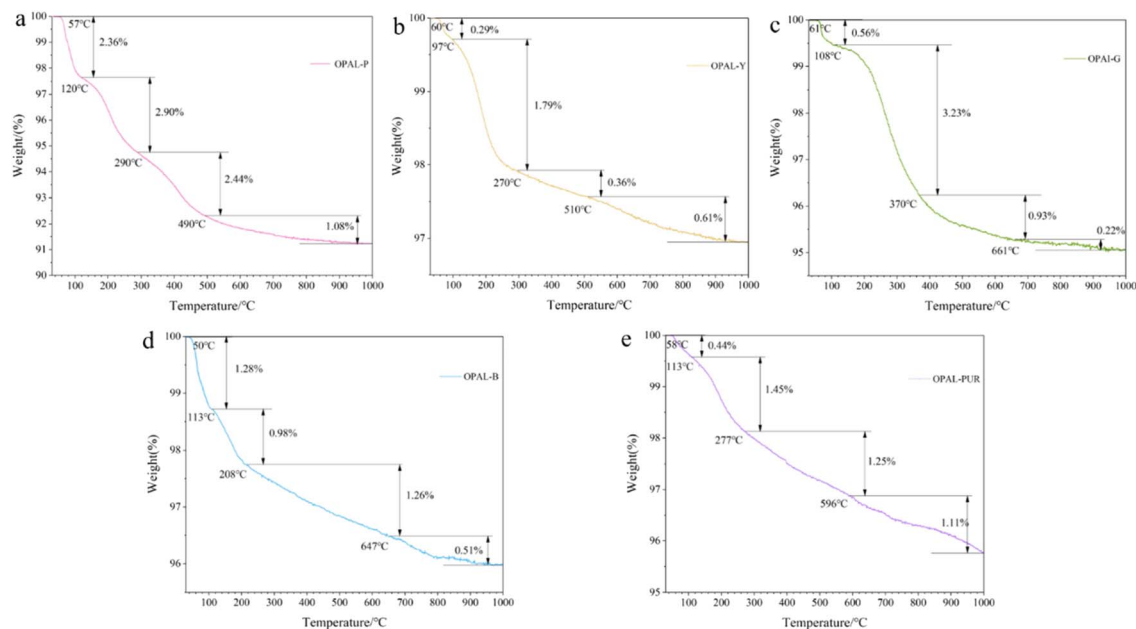 a
Weight/(%)
100
99
98
97
96
95
94
93
92
91
90
57℃
2.36%
120℃
2.90%
290℃
2.44%
490℃
1.08%
OPAL-P
100 200 300 400 500 600 700 800 900 1000
Temperature/℃
b
Weight(%)
100
99
98
97
60℃
0.29%
97℃
1.79%
270℃
0.36%
510℃
0.61%
OPAL-Y
100 200 300 400 500 600 700 800 900 1000
Temperature/℃
c
Weight(%)
100
99
98
97
96
95
61℃
0.56%
108℃
3.23%
370℃
0.93%
661℃
0.22%
OPAl-G
100 200 300 400 500 600 700 800 900 1000
Temperature/℃
d
Weight(%)
100
99
98
97
96
50℃
1.28%
113℃
0.98%
208℃
1.26%
647℃
0.51%
OPAL-B
100 200 300 400 500 600 700 800 900 1000
Temperature/℃
e
Weight(%)
100
99
98
97
96
95
58℃
0.44%
113℃
1.45%
277℃
1.25%
596℃
1.11%
OPAL-PUR
100 200 300 400 500 600 700 800 900 1000
Temperature/℃